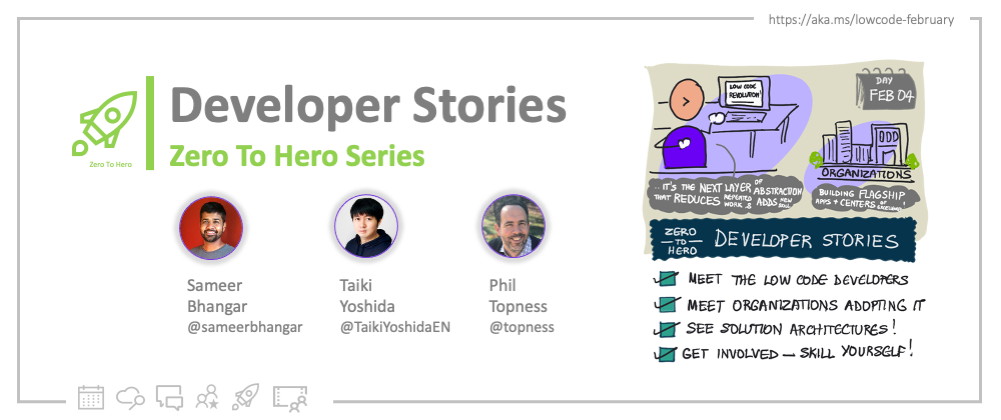 https://aka.ms/lowcode-february
Developer Stories
Zero To Hero Series
Zero To Hero
Sameer
Bhangar
@sameerbhangar
Taiki
Yoshida
@TaikiYoshidaEN
Phil
Topness
@topness
LOW CODE
REVOLUTION!
DAY
FEB 04
ORGANIZATIONS
... IT'S THE NEXT LAYER OF ABSTRACTION
THAT REDUCES REPEATED WORK & ADDS NEW
BUILDING FLAGSHIP
APPS + CENTERS OF
ZERO
TO
HERO
DEVELOPER STORIES
MEET THE LOW CODE DEVELOPERS
MEET ORGANIZATIONS ADOPTING IT
SEE SOLUTION ARCHITECTURES!
GET INVOLVED — SKILL YOURSELF!